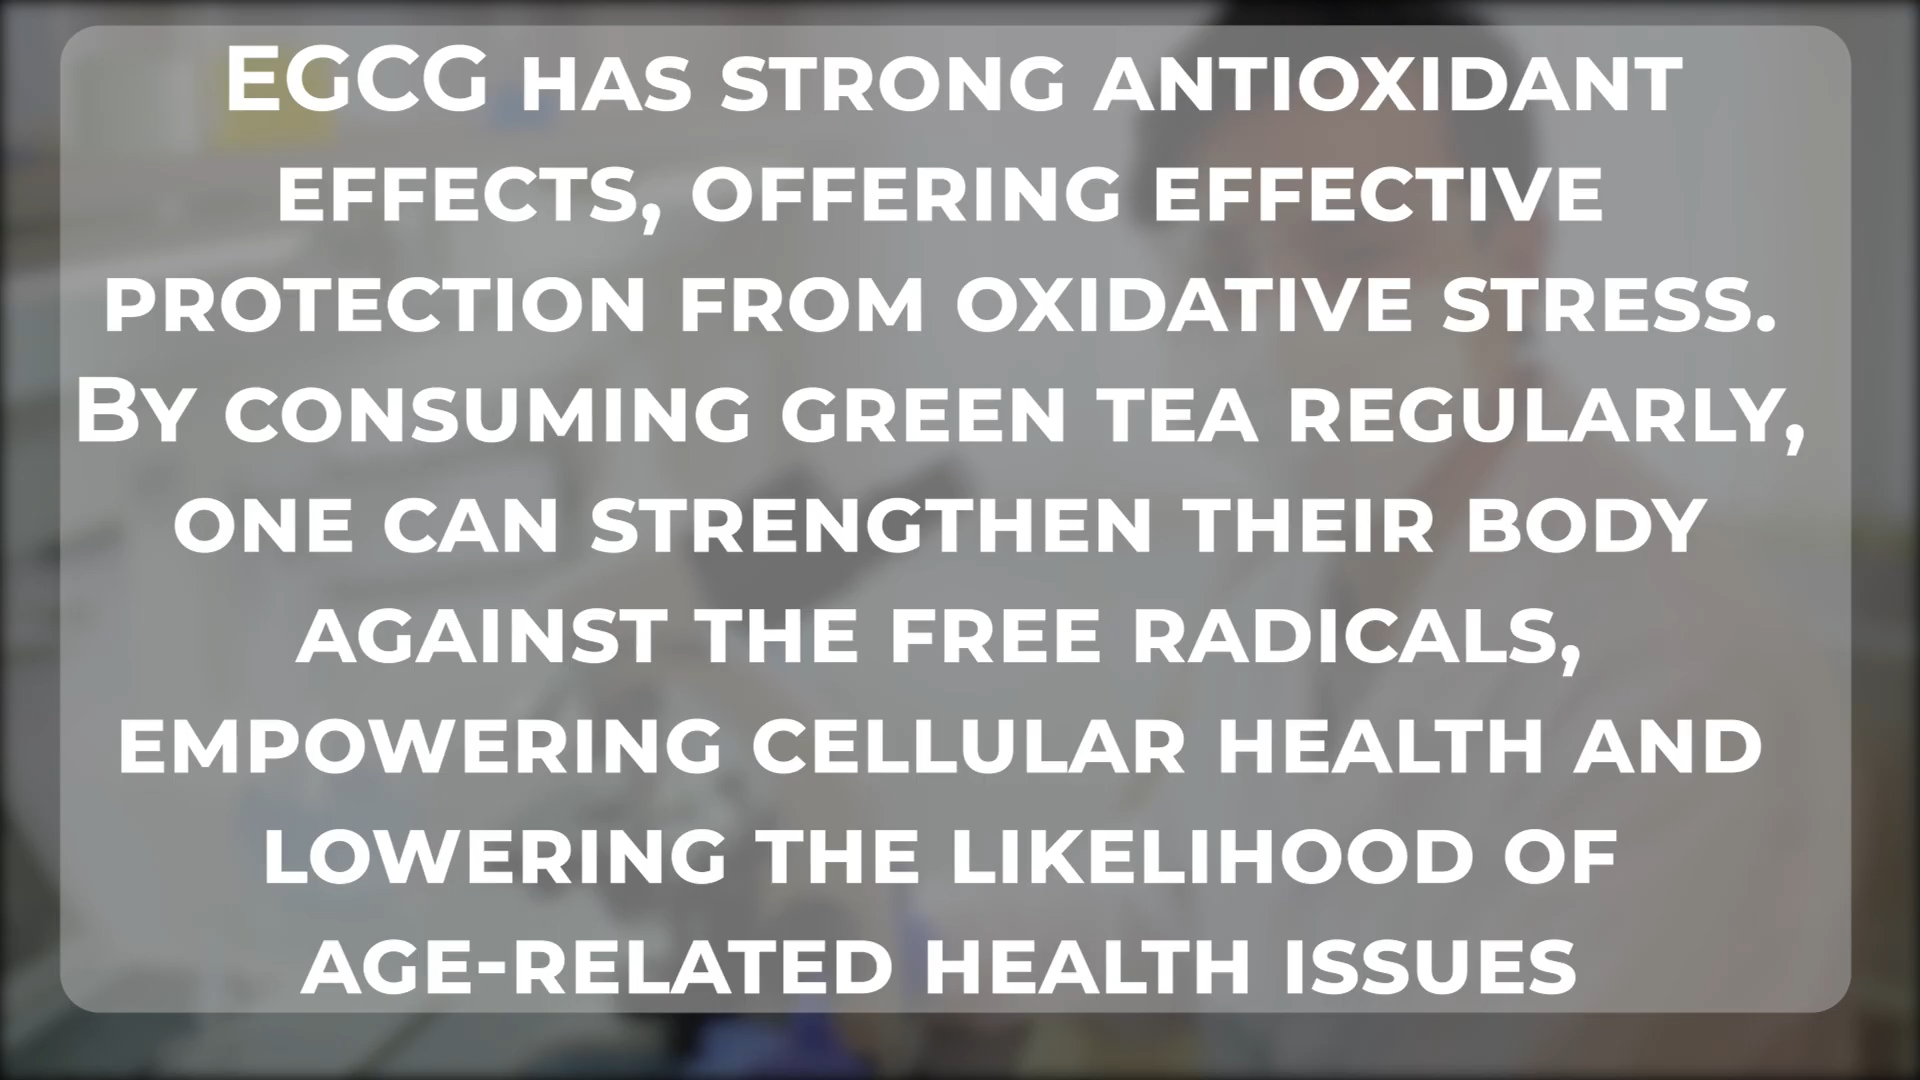 EGCG HAS STRONG ANTIOXIDANT
EFFECTS, OFFERING EFFECTIVE
PROTECTION FROM OXIDATIVE STRESS.
BY CONSUMING GREEN TEA REGULARLY,
ONE CAN STRENGTHEN THEIR BODY
AGAINST THE FREE RADICALS,
EMPOWERING CELLULAR HEALTH AND
LOWERING THE LIKELIHOOD OF
AGE-RELATED HEALTH ISSUES